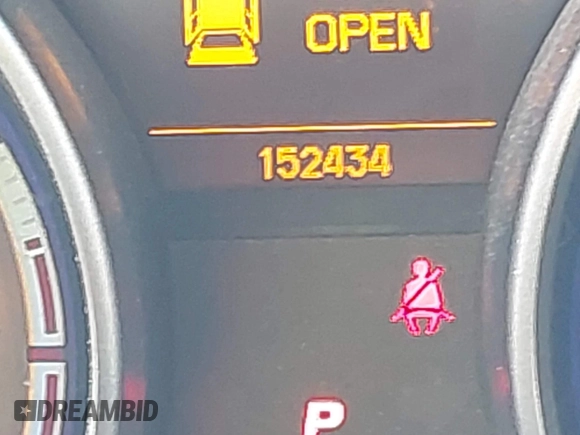 OPEN
152434
P
DREAMBID